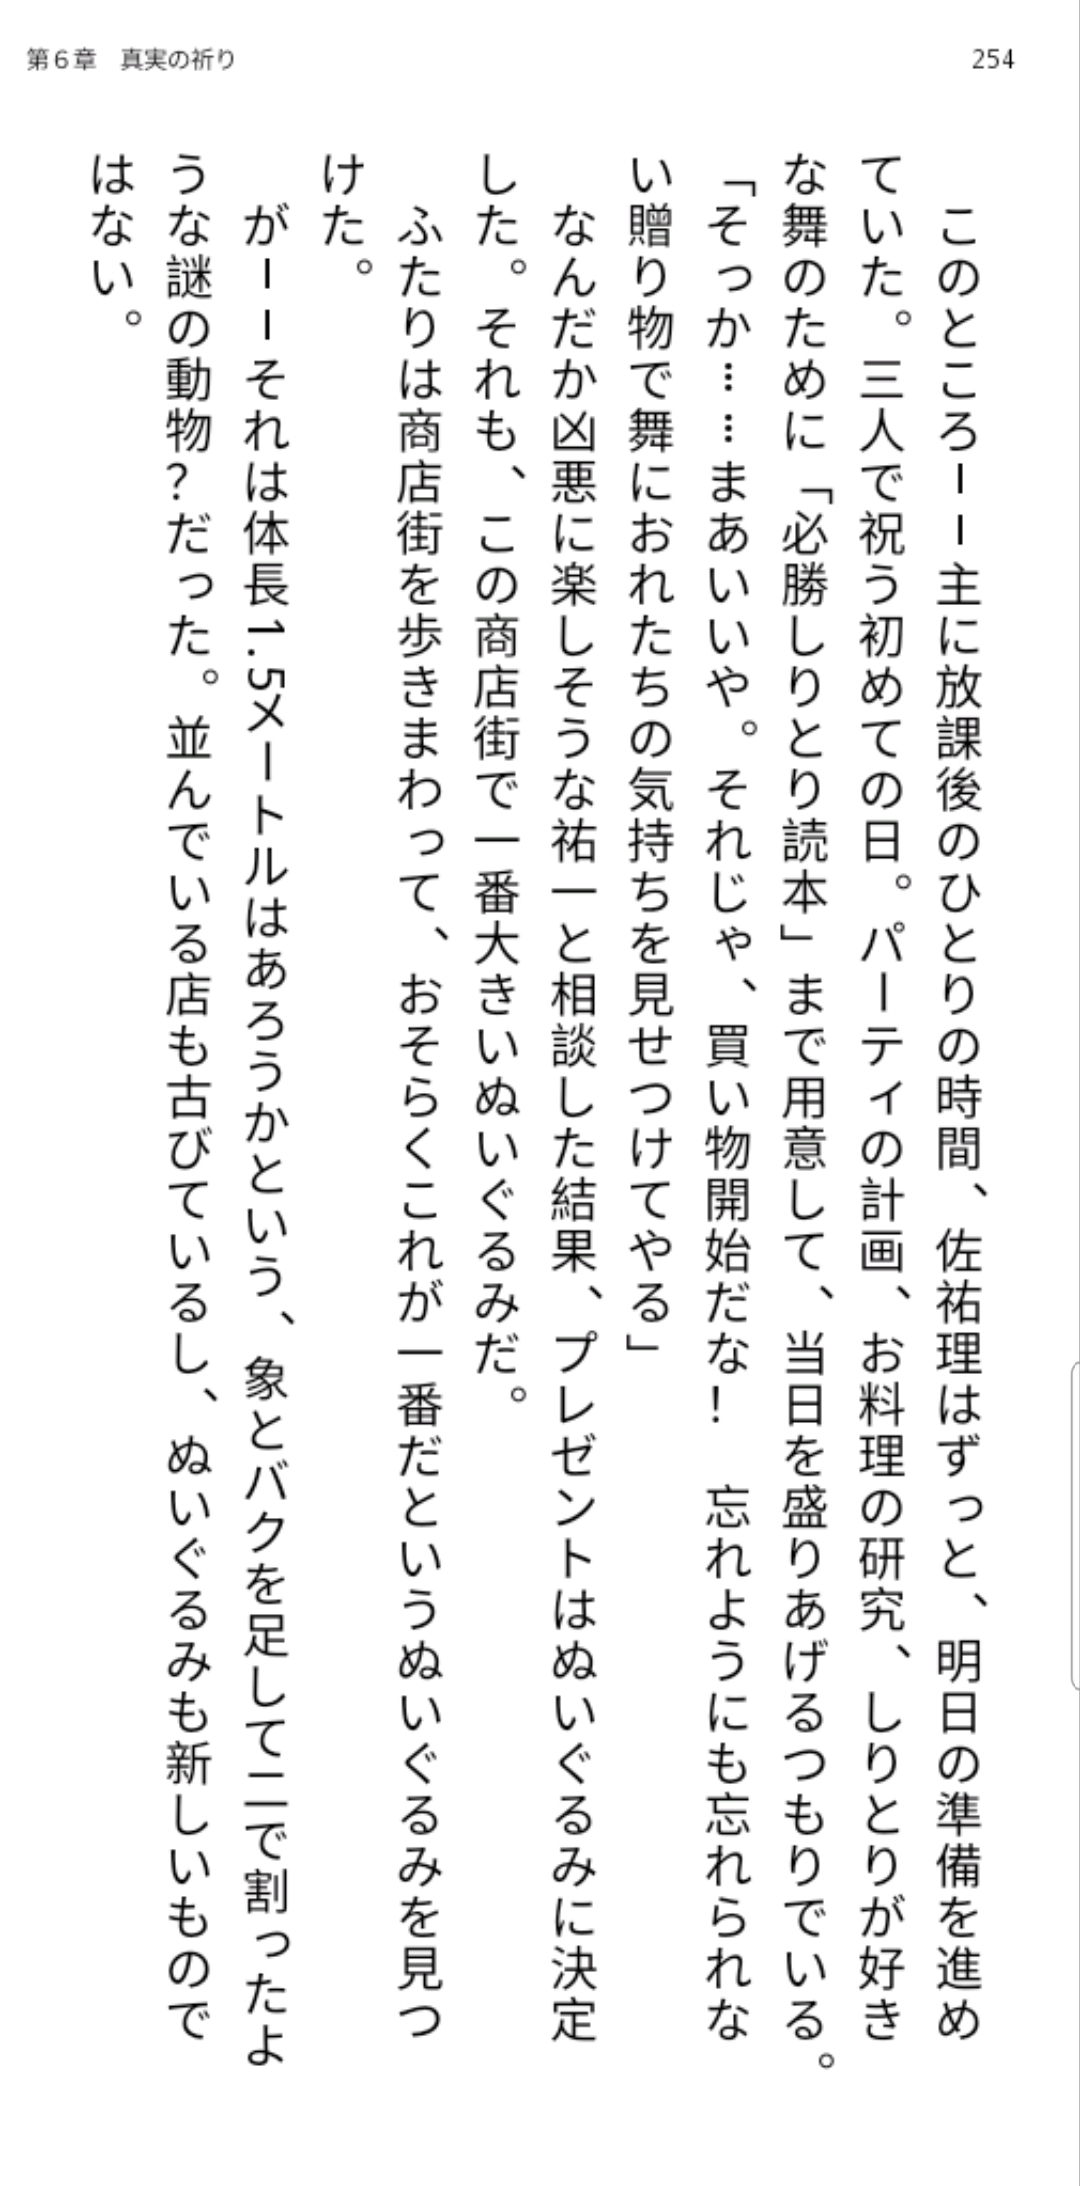 第6章　真実の祈り
254
　このところーー主に放課後のひとりの時間、佐祐理はずっと、明日の準備を進め
ていた。三人で祝う初めての日。パーティの計画、お料理の研究、しりとりが好き
な舞のために「必勝しりとり読本」まで用意して、当日を盛りあげるつもりでいる。
「そっか……まあいいや。それじゃ、買い物開始だな！　忘れようにも忘れられな
い贈り物で舞におれたちの気持ちを見せつけてやる」
　なんだか凶悪に楽しそうな祐一と相談した結果、プレゼントはぬいぐるみに決定
した。それも、この商店街で一番大きいぬいぐるみだ。
　ふたりは商店街を歩きまわって、おそらくこれが一番だというぬいぐるみを見つ
けた。
　がーーそれは体長1.5メートルはあろうかという、象とバクを足して二で割ったよ
うな謎の動物？だった。並んでいる店も古びているし、ぬいぐるみも新しいもので
はない。